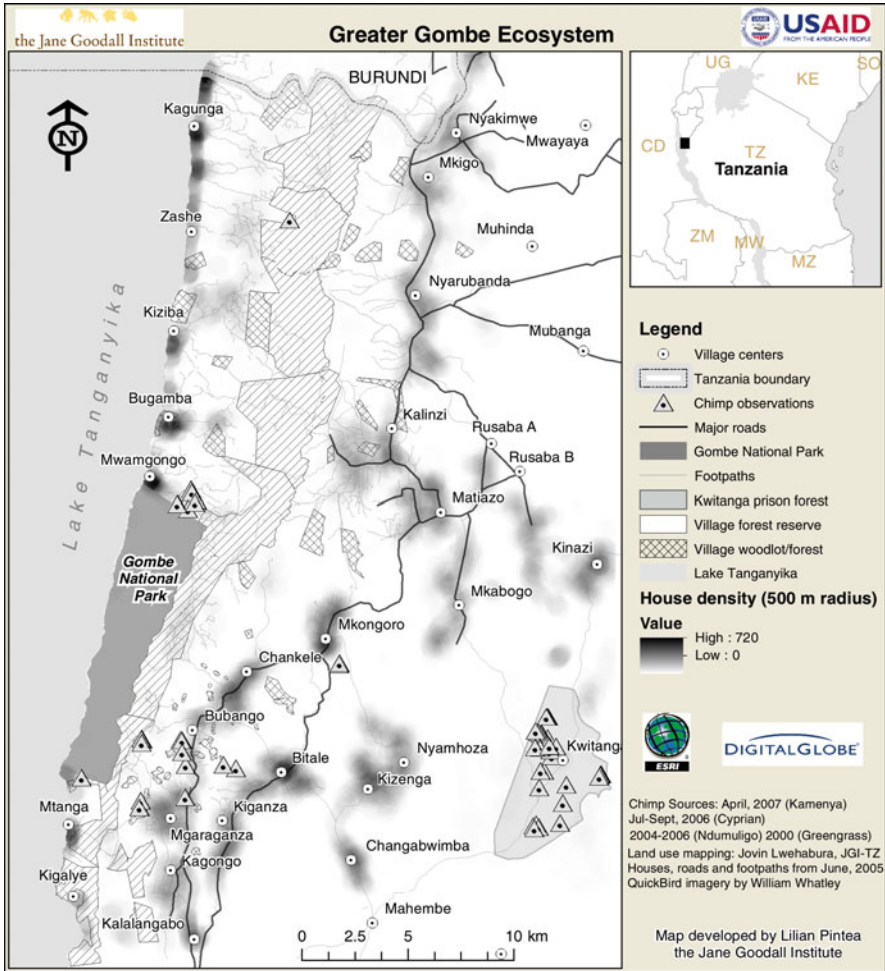 the Jane Goodall Institute
Greater Gombe Ecosystem
USAID
USAID
FROM THE AMERICAN PEOPLE
BURUNDI
N
Kagunga
Nyakimwe
Mwayaya
Mkigo
Zashe
Muhinda
Nyarubanda
Kiziba
Mubanga
Lake Tanganyika
Bugamba
Kalinzi
Rusaba A
Rusaba B
Mwamgongo
Matiazo
Kinazi
Gombe
National
Park
Mkabogo
Mkongoro
Chankele
Bubango
Bitale
Nyamhoza
Kwitanga
Kizenga
Mtanga
Kiganza
Mgaraganza
Changabwimba
Kagongo
Kigalye
Mahembe
Kalalangabo
0 2.5 5 10 km
UG
KE
SO
CD
TZ
Tanzania
ZM
MW
MZ
Legend
Village centers
Tanzania boundary
Chimp observations
Major roads
Gombe National Park
Footpaths
Kwitanga prison forest
Village forest reserve
Village woodlot/forest
Lake Tanganyika
House density (500 m radius)
Value
High : 720
Low : 0
ESRI
DIGITALGLOBE
Chimp Sources: April, 2007 (Kamenya)
Jul-Sept, 2006 (Cyprian)
2004-2006 (Ndumuligo) 2000 (Greengrass)
Land use mapping: Jovin Lwehabura, JGI-TZ
Houses, roads and footpaths from June, 2005
QuickBird imagery by William Whatley
Map developed by Lilian Pintea
the Jane Goodall Institute